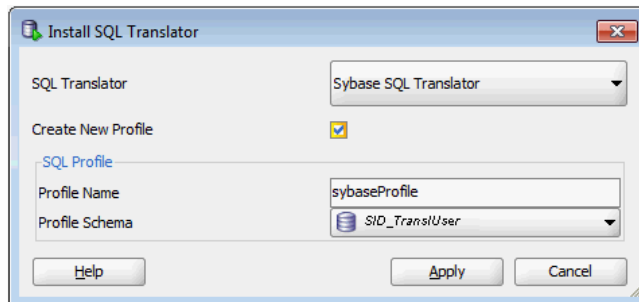 Install SQL Translator
SQL Translator Sybase SQL Translator
Create New Profile
SQL Profile
Profile Name sybaseProfile
Profile Schema SID_TranslUser
Help Apply Cancel